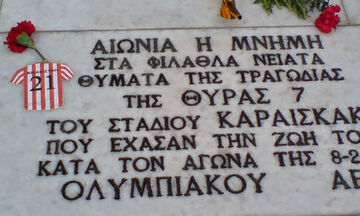 ΑΙΩΝΙΑ Η ΜΝΗΜΗ
ΣΤΑ ΦΙΛΑΘΛΑ ΝΕΙΑΤΑ
21
ΘΥΜΑΤΑ ΤΗΣ ΤΡΑΓΩΔΙΑΣ
ΤΗΣ ΘΥΡΑΣ 7
ΤΟΥ ΣΤΑΔΙΟΥ ΚΑΡΑΙΣΚΑΚ
ΠΟΥ ΕΧΑΣΑΝ ΤΗΝ ΖΩΗ ΤΟ
ΚΑΤΑ ΤΟΝ ΑΓΩΝΑ ΤΗΣ 8-2
ΟΛΥΜΠΙΑΚΟΥ ΑΕ